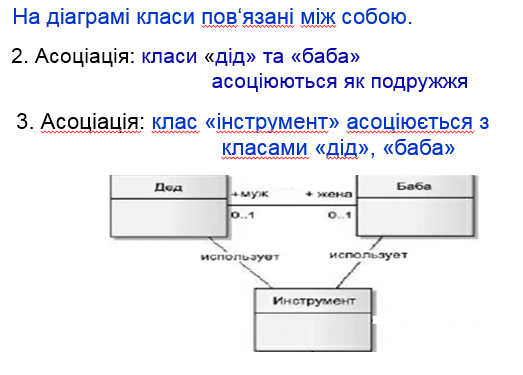 На діаграмі класи пов‘язані між собою.
2. Асоціація: класи «дід» та «баба»
асоціюються як подружжя
3. Асоціація: клас «інструмент» асоціюється з
класами «дід», «баба»
Дед
+муж
+ жена
Баба
0..1
0..1
использует
использует
Инструмент